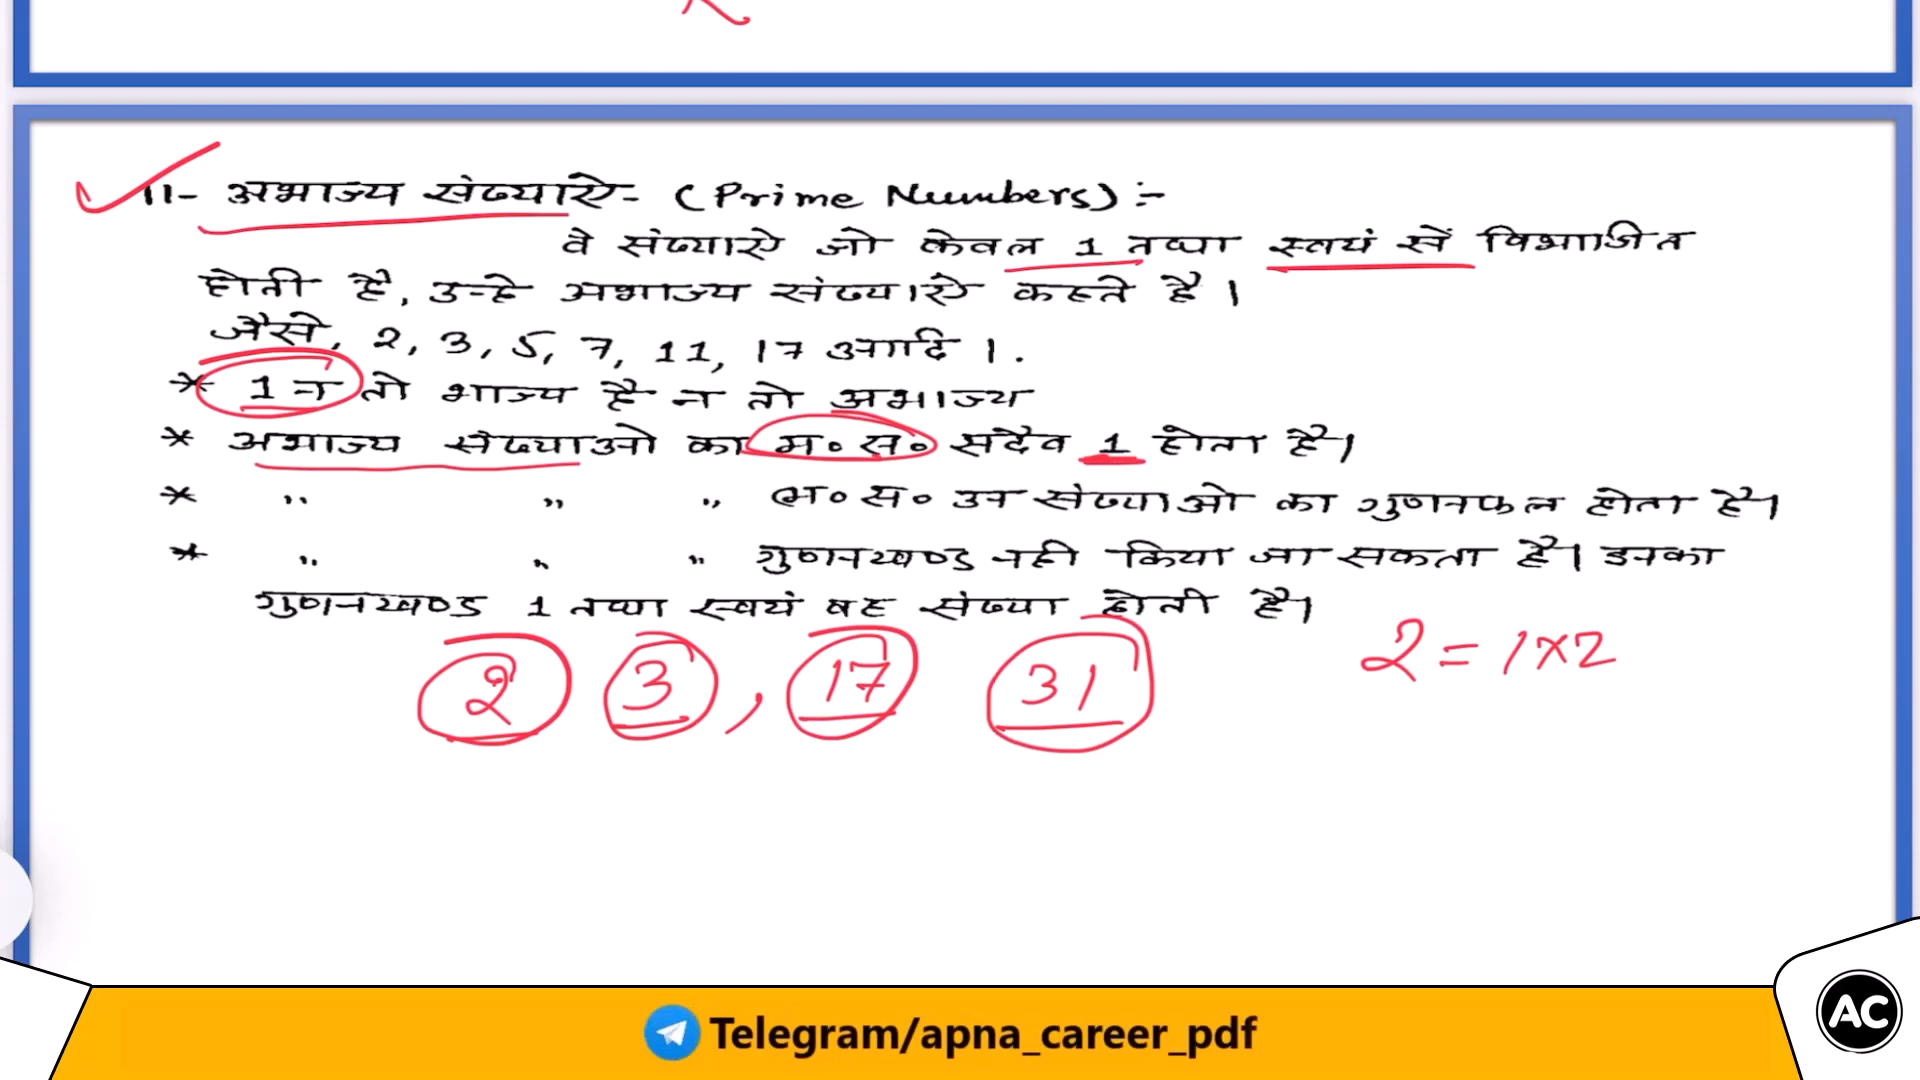 11- अभाज्य संख्याऐ- (Prime Numbers) :-
वे संख्याऐ जो केवल 1 तथा स्वयं सें विभाजित
होती है, उन्हे अभाज्य संख्याऐ कहते है।
जैसे, 2, 3, 5, 7, 11, 17 आदि।.
* 1 न तो भाज्य है न तो अभाज्य
* अभाज्य संख्याओ का म० स० सदैव 1 होता है।
* " " " ल० स० उन संख्याओ का गुणनफल होता है।
* " " " गुणनखण्ड नही किया जा सकता है। इनका
गुणनखण्ड 1 तथा स्वयं वह संख्या होती है।
2 = 1×2
2 3 , 17 31
Telegram/apna_career_pdf
AC